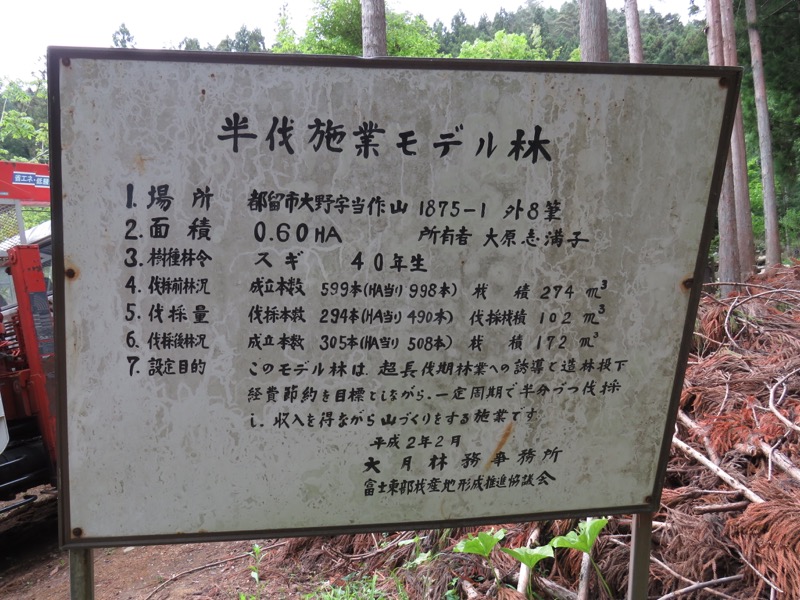 半伐施業モデル林
1. 場所 都留市大野字当作山 1875-1 外8筆
2. 面積 0.60HA 所有者 大原志満子
3. 樹種林令 スギ 40年生
4. 伐採前林況 成立本数 599本(HA当り 998本) 材積 274 m³
5. 伐採量 伐採本数 294本(HA当り 490本) 伐採材積 102 m³
6. 伐採後林況 成立本数 305本(HA当り 508本) 材積 172 m³
7. 設定目的 このモデル林は、超長伐期林業への誘導で造林投下
経費節約を目標としながら、一定周期で半分づつ伐採
し、収入を得ながら山づくりをする施業です
平成2年2月
大月林務事務所
富士東部材産地形成推進協議会
省エネ・低騒